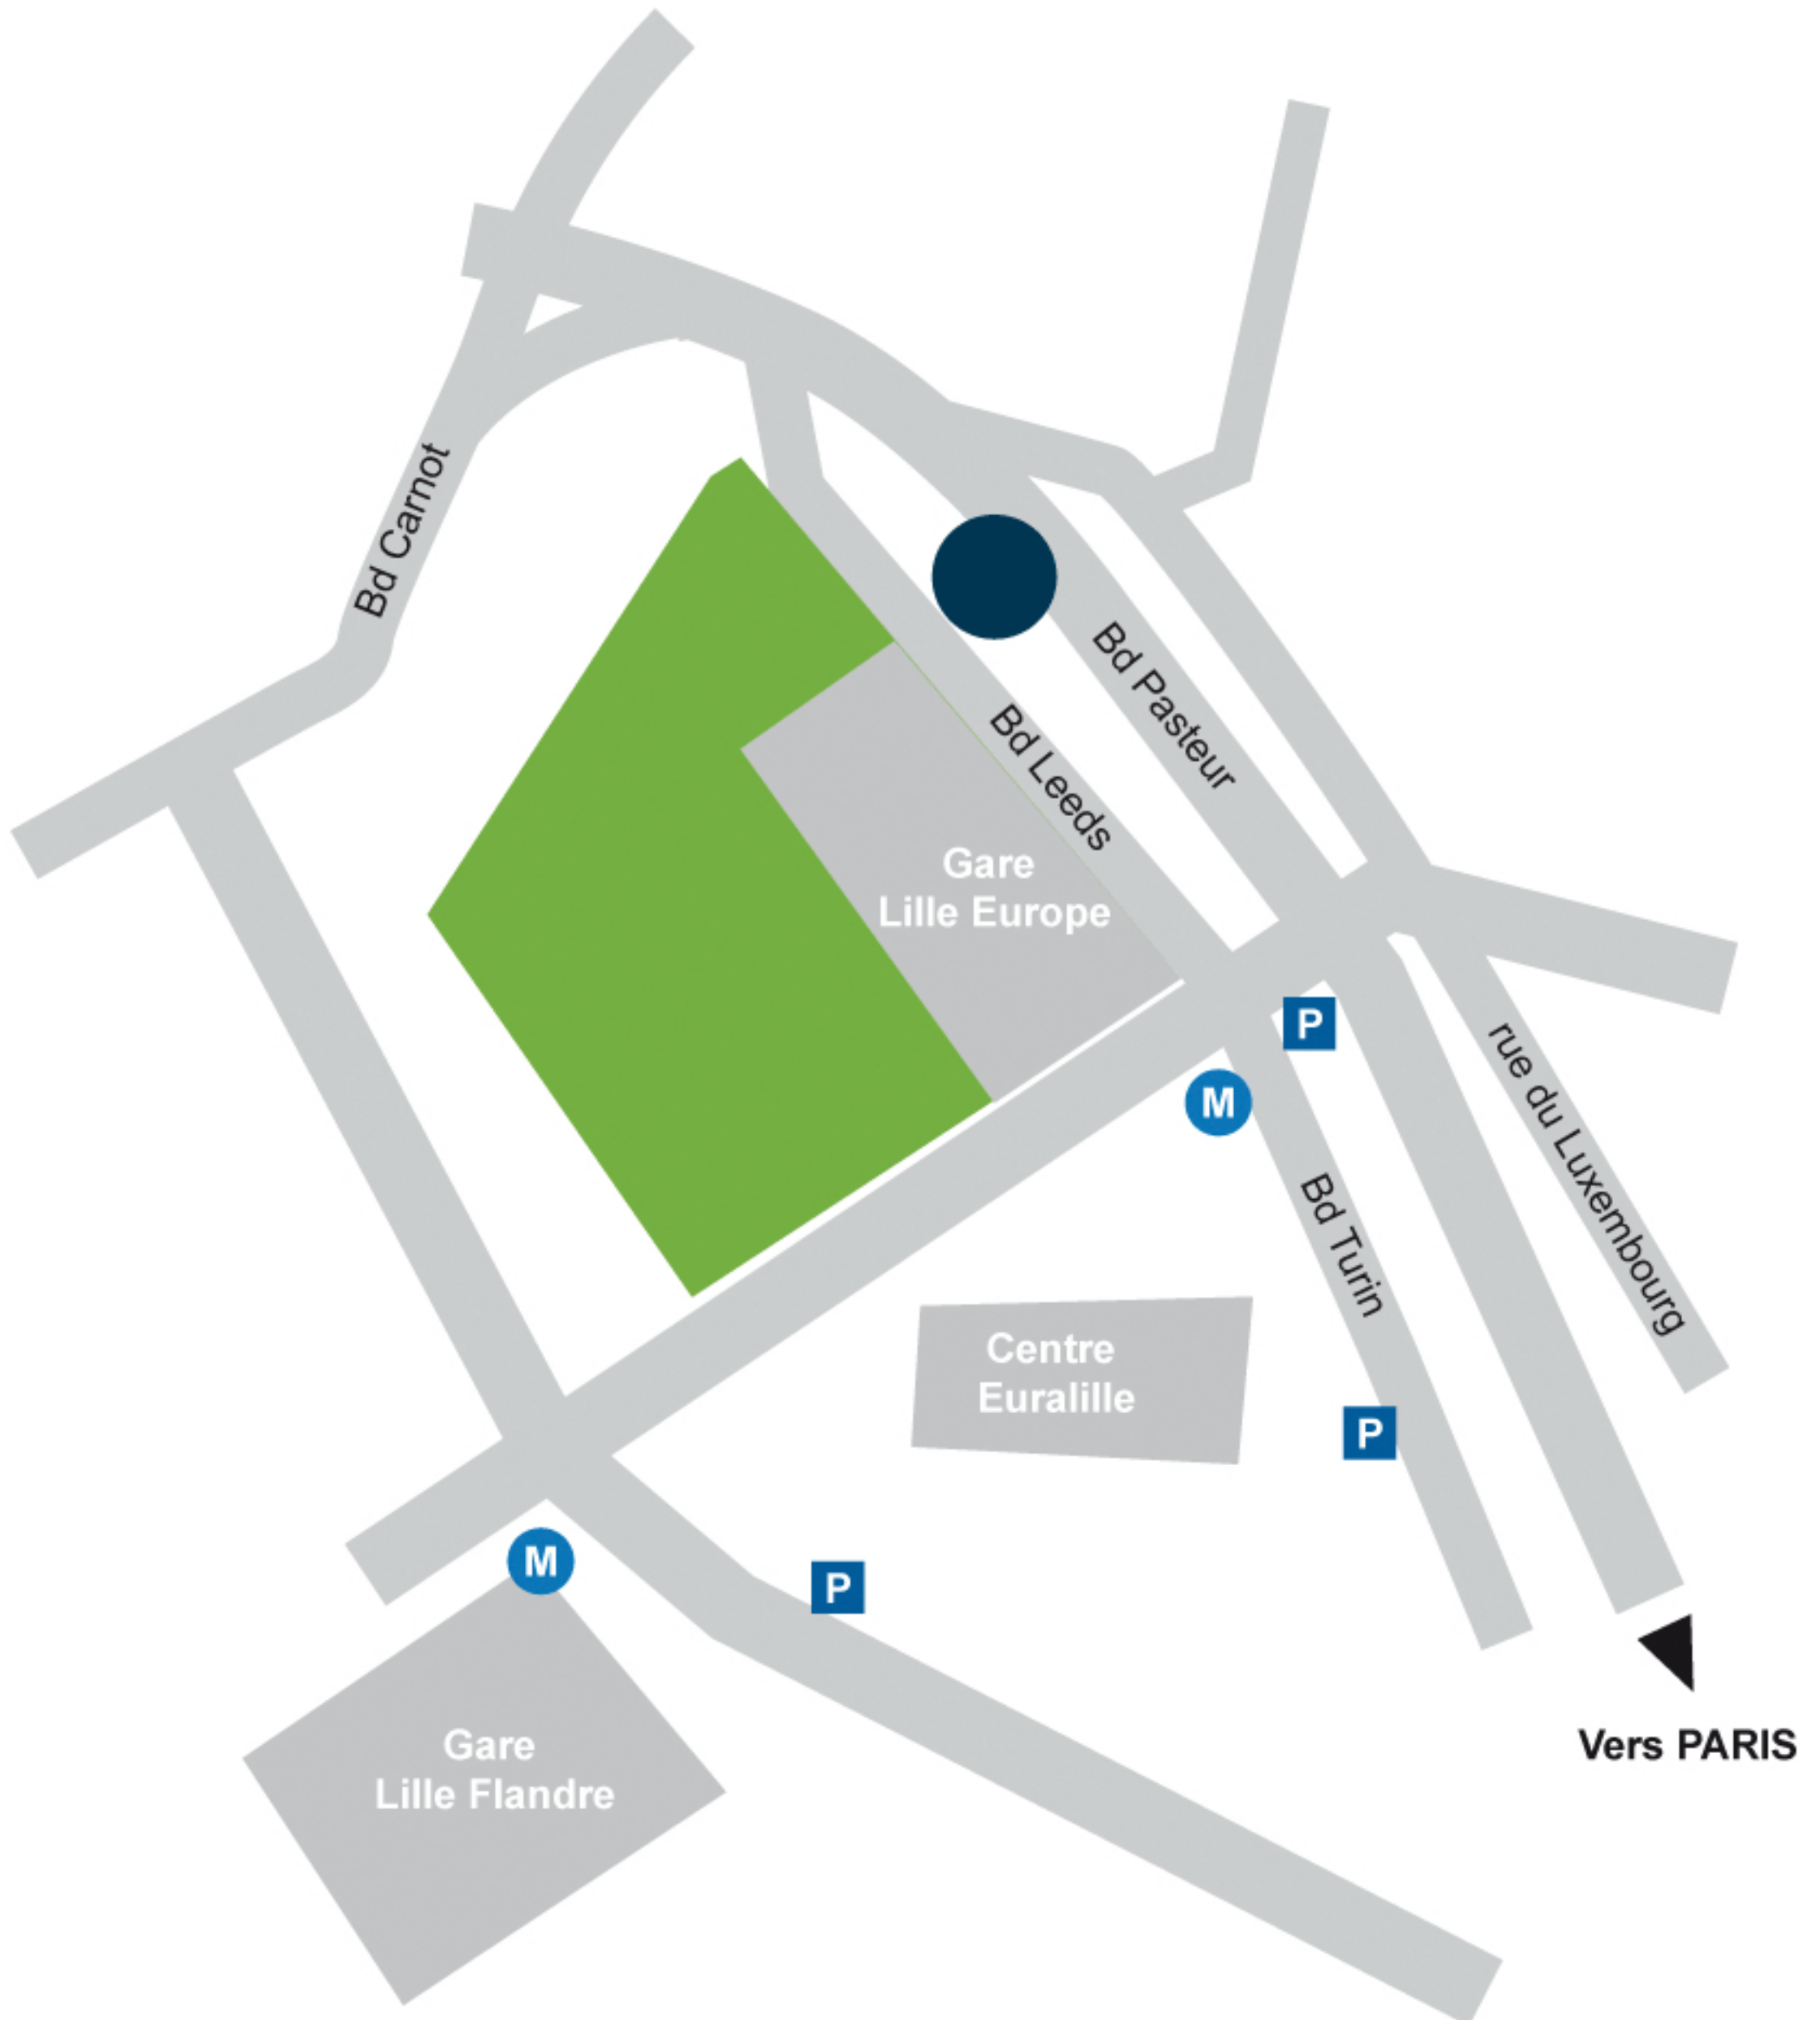 Bd Carnot
Bd Pasteur
Bd Leeds
Gare
Lille Europe
P
M
rue du Luxembourg
Bd Turin
Centre
Euralille
P
M
P
Gare
Lille Flandre
Vers PARIS